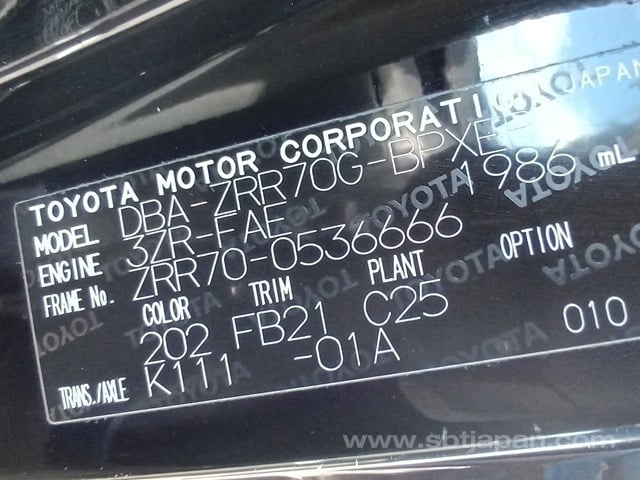 TOYOTA MOTOR CORPORATION JAPAN
MODEL DBA-ZRR70G-BPXEP
ENGINE 3ZR-FAE 1986 mL
FRAME No. ZRR70-0536666
COLOR TRIM PLANT OPTION
202 FB21 C25
TRANS./AXLE K111 -01A 010
www.sbtjapan.com